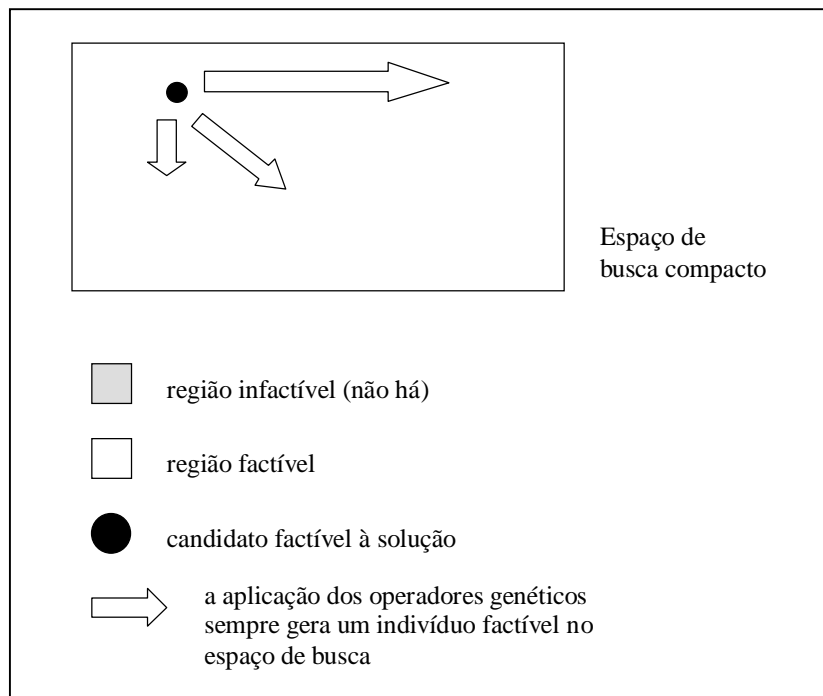 Espaço de
busca compacto
região infactível (não há)
região factível
candidato factível à solução
a aplicação dos operadores genéticos
sempre gera um indivíduo factível no
espaço de busca